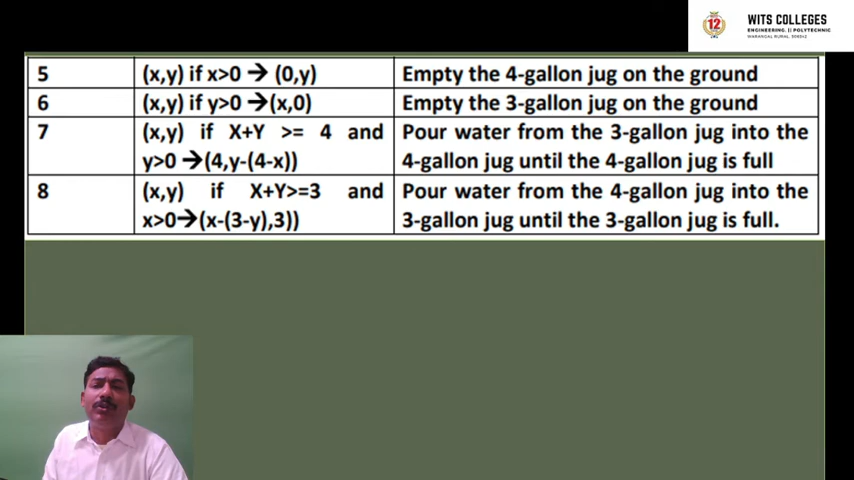 12
WITS COLLEGES
ENGINEERING. || POLYTECHNIC
5 (x,y) if x>0 → (0,y) Empty the 4-gallon jug on the ground
6 (x,y) if y>0 →(x,0) Empty the 3-gallon jug on the ground
7 (x,y) if X+Y >= 4 and Pour water from the 3-gallon jug into the
y>0 →(4,y-(4-x)) 4-gallon jug until the 4-gallon jug is full
8 (x,y) if X+Y>=3 and Pour water from the 4-gallon jug into the
x>0→(x-(3-y),3)) 3-gallon jug until the 3-gallon jug is full.